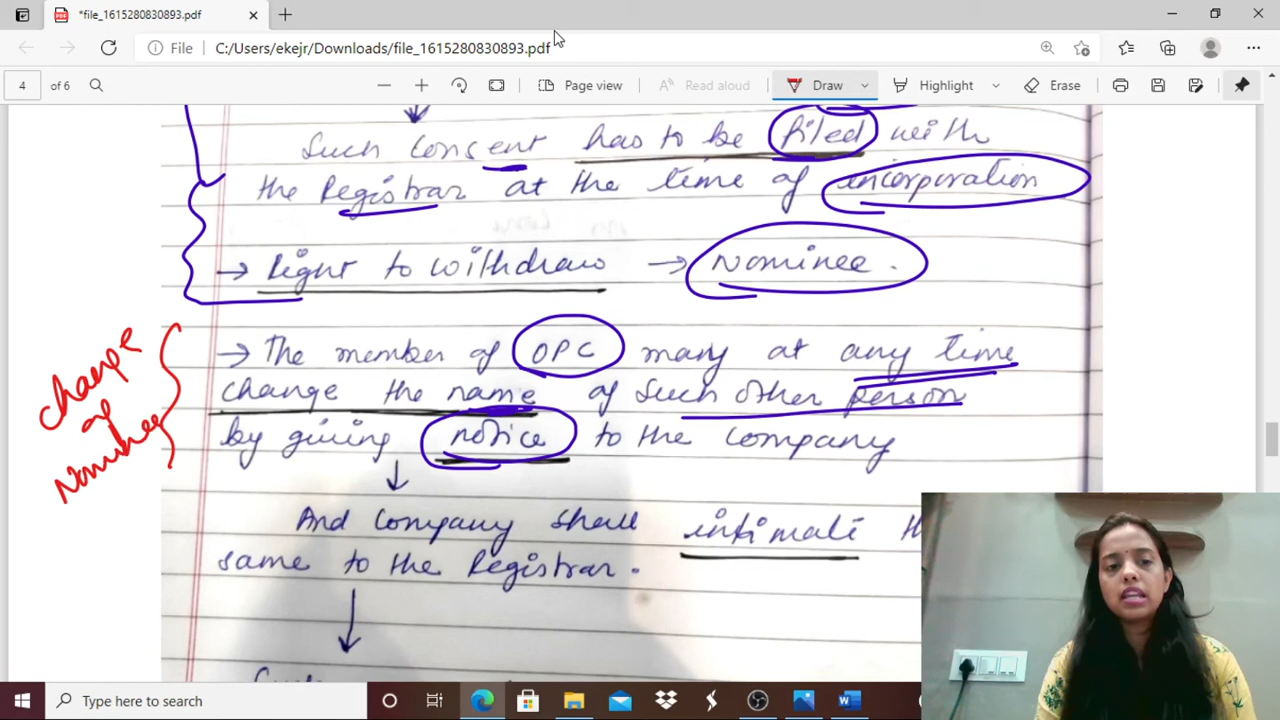 *file_1615280830893.pdf
File C:/Users/ekejr/Downloads/file_1615280830893.pdf
4 of 6 Page view Read aloud Draw Highlight Erase
Such consent has to be filed with
the Registrar at the time of incorporation
→ Right to withdraw → Nominee.
→ The member of OPC many at any time
change the name of such other person
by giving notice to the company
change
of
Nominee
And company shall intimate th
same to the Registrar.
Type here to search